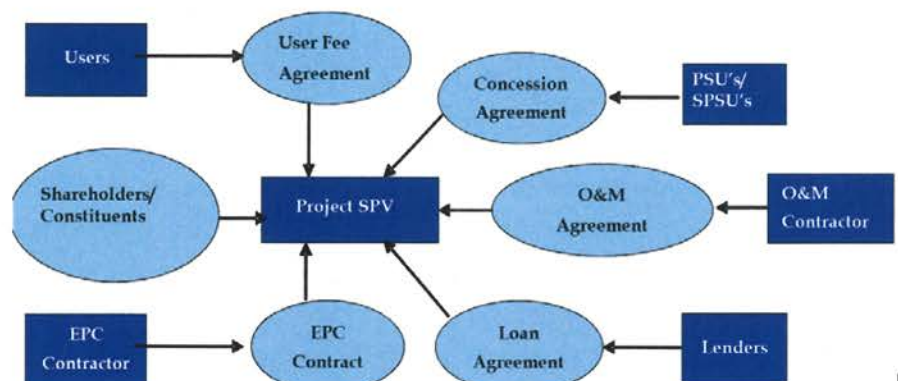 Users
User Fee
Agreement
Concession
Agreement
PSU's/
SPSU's
Shareholders/
Constituents
Project SPV
O&M
Agreement
O&M
Contractor
EPC
Contractor
EPC
Contract
Loan
Agreement
Lenders